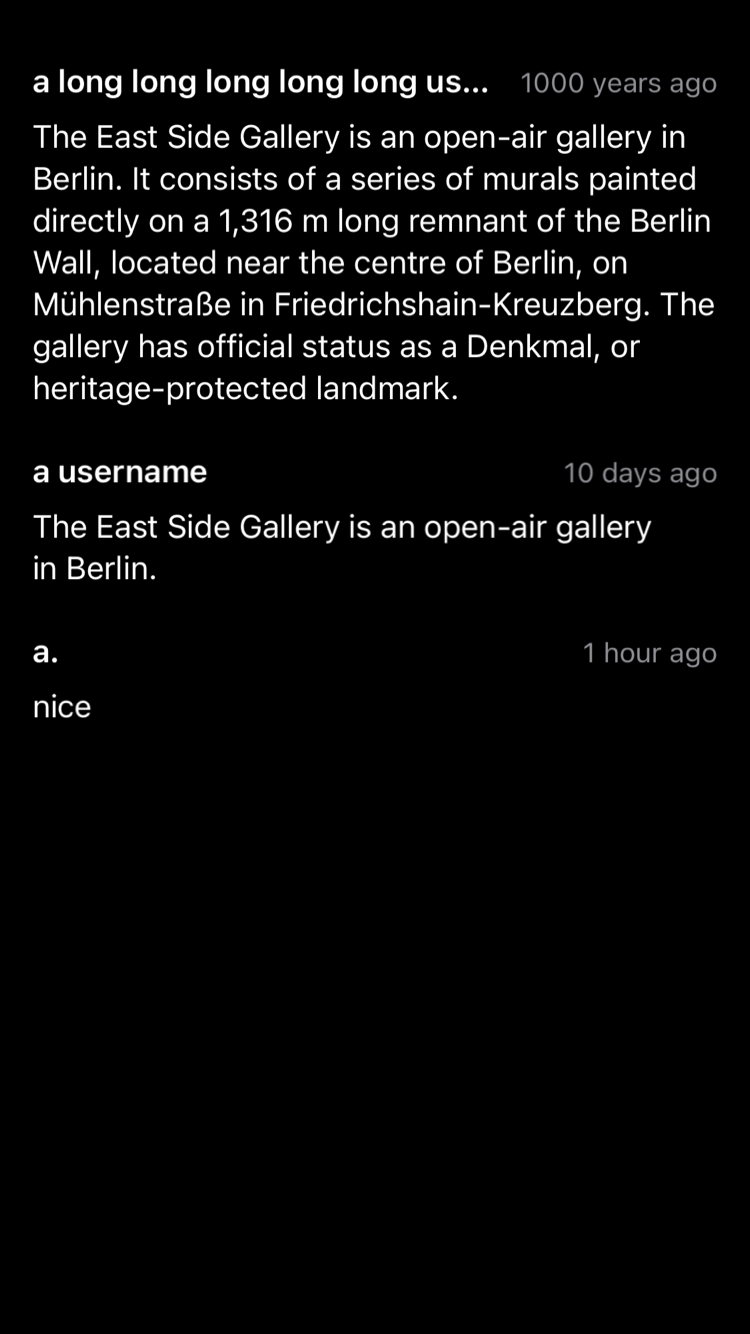 a long long long long long us... 1000 years ago
The East Side Gallery is an open-air gallery in
Berlin. It consists of a series of murals painted
directly on a 1,316 m long remnant of the Berlin
Wall, located near the centre of Berlin, on
Mühlenstraße in Friedrichshain-Kreuzberg. The
gallery has official status as a Denkmal, or
heritage-protected landmark.
a username 10 days ago
The East Side Gallery is an open-air gallery
in Berlin.
a. 1 hour ago
nice